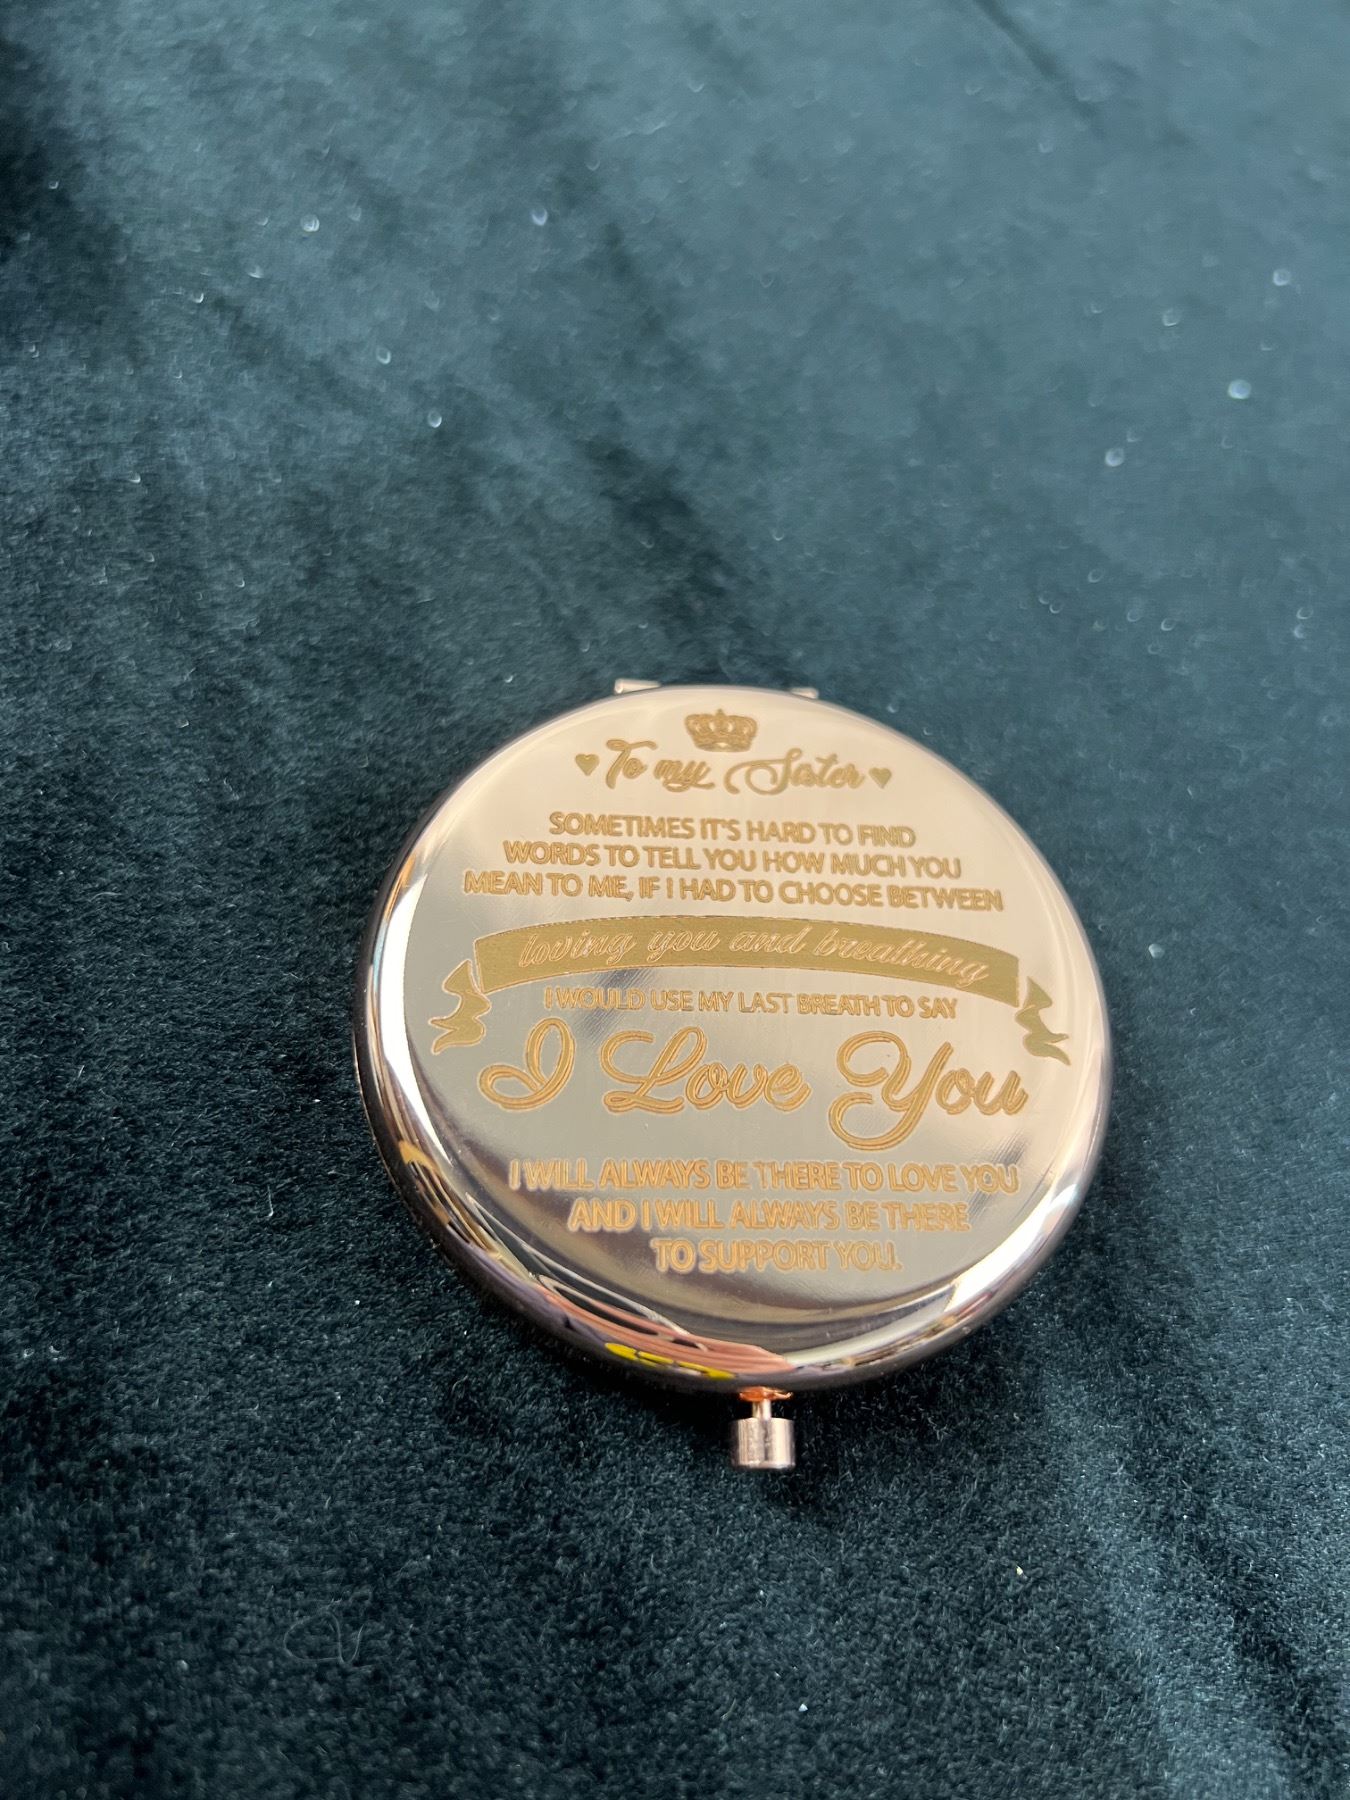 To my Sister
SOMETIMES IT'S HARD TO FIND
WORDS TO TELL YOU HOW MUCH YOU
MEAN TO ME, IF I HAD TO CHOOSE BETWEEN
loving you and breathing
I WOULD USE MY LAST BREATH TO SAY
I Love You
I WILL ALWAYS BE THERE TO LOVE YOU
AND I WILL ALWAYS BE THERE
TO SUPPORT YOU.